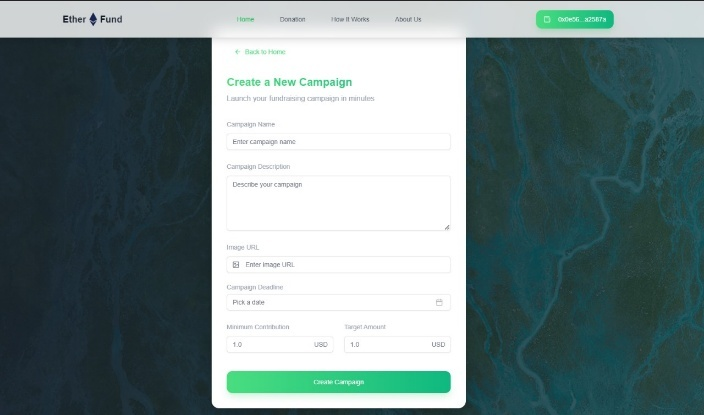 Ether Fund
Home Donation How It Works About Us
0x0e56...a2587a
Back to Home
Create a New Campaign
Launch your fundraising campaign in minutes
Campaign Name
Enter campaign name
Campaign Description
Describe your campaign
Image URL
Enter image URL
Campaign Deadline
Pick a date
Minimum Contribution Target Amount
1.0 USD 1.0 USD
Create Campaign